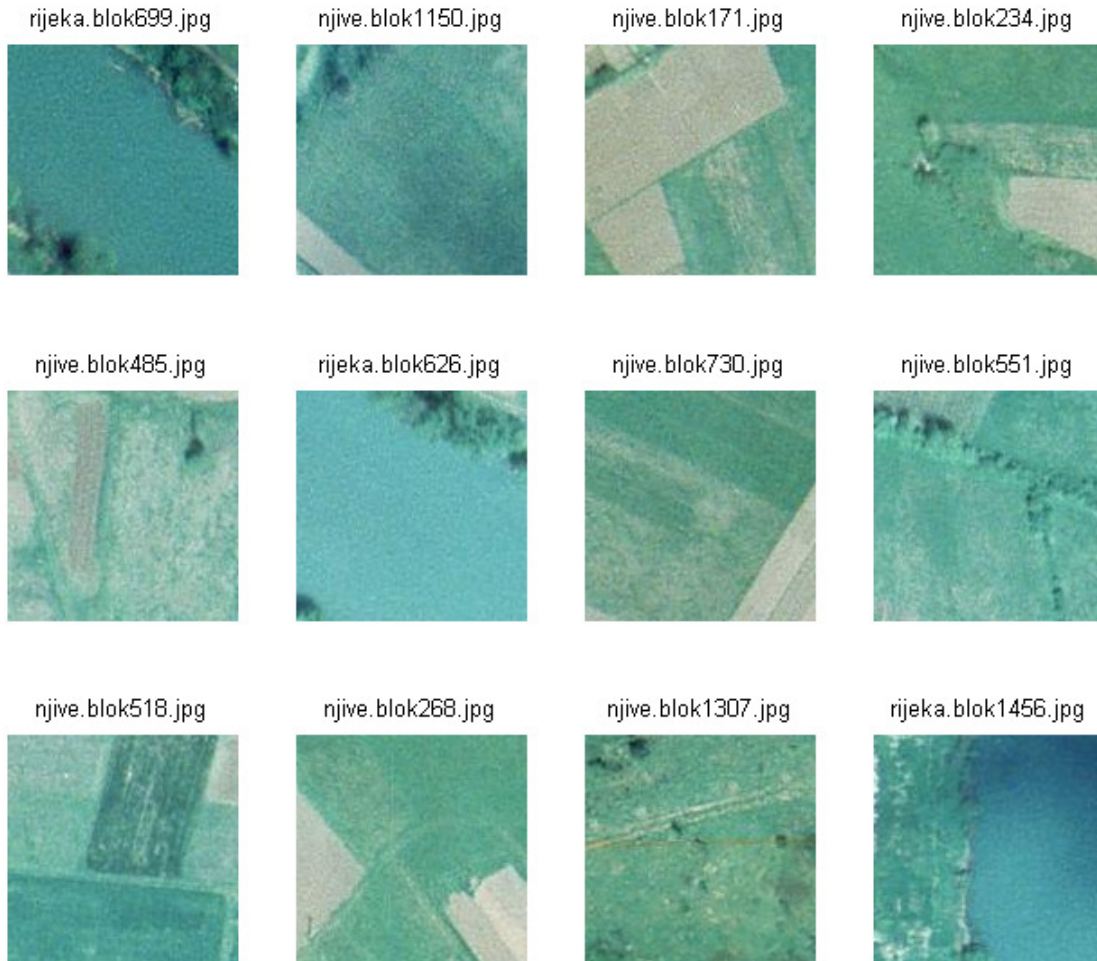 rijeka.blok699.jpg njive.blok1150.jpg njive.blok171.jpg njive.blok234.jpg
njive.blok485.jpg rijeka.blok626.jpg njive.blok730.jpg njive.blok551.jpg
njive.blok518.jpg njive.blok268.jpg njive.blok1307.jpg rijeka.blok1456.jpg